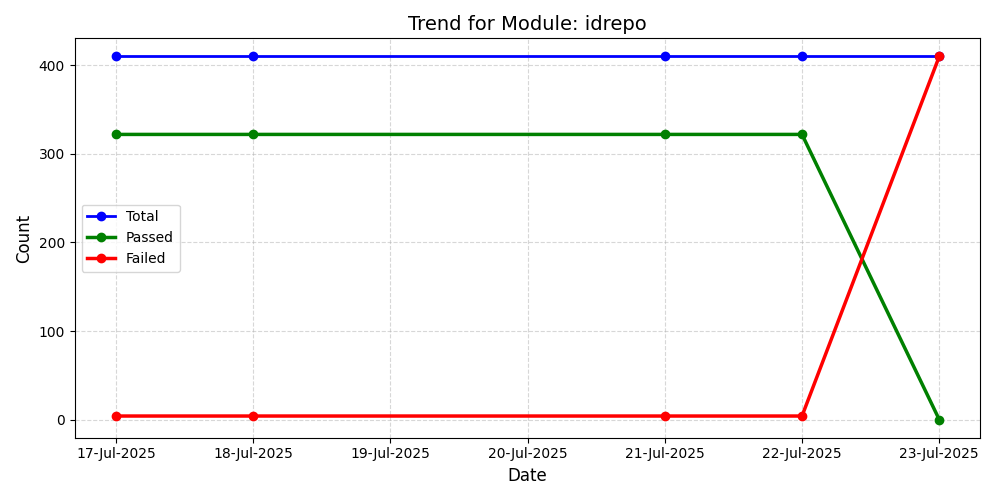 Trend for Module: idrepo
Count
400
300
200
100
0
Total
Passed
Failed
17-Jul-2025 18-Jul-2025 19-Jul-2025 20-Jul-2025 21-Jul-2025 22-Jul-2025 23-Jul-2025
Date